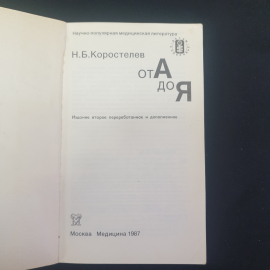 научно-популярная медицинская литература
Н.Б.Коростелев
от А
до Я
Издание второе, переработанное и дополненное
Москва Медицина 1987